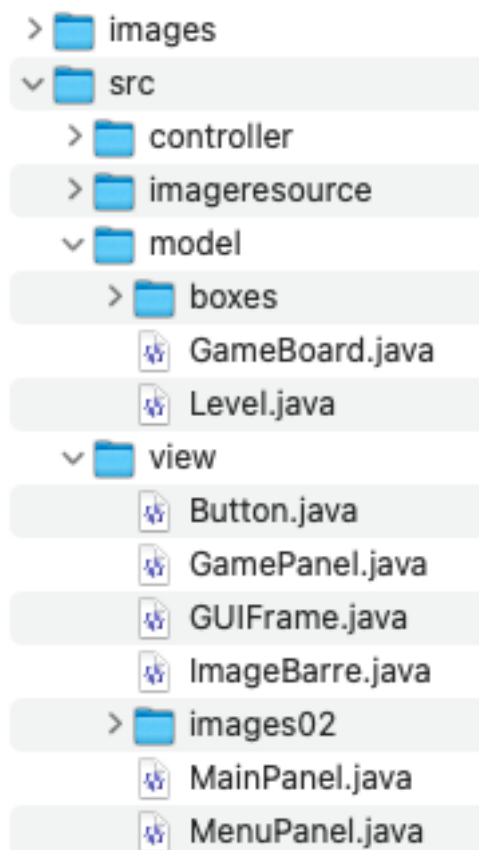 images
src
controller
imageresource
model
boxes
GameBoard.java
Level.java
view
Button.java
GamePanel.java
GUIFrame.java
ImageBarre.java
images02
MainPanel.java
MenuPanel.java